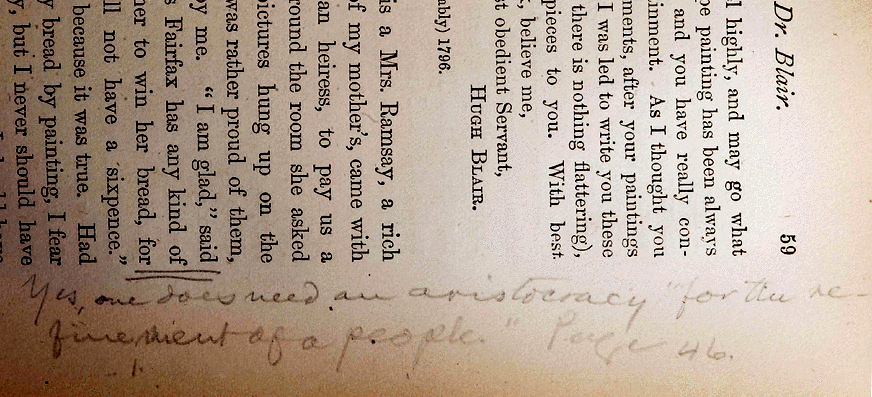 Dr. Blair. 59
l highly, and may go what
pe painting has been always
and you have really con-
inment. As I thought you
ments, after your paintings
I was led to write you these
there is nothing flattering),
pieces to you. With best
, believe me,
st obedient Servant,
HUGH BLAIR.
ably) 1796.
is a Mrs. Ramsay, a rich
f my mother's, came with
an heiress, to pay us a
round the room she asked
pictures hung up on the
was rather proud of them,
by me. "I am glad," said
s Fairfax has any kind of
her to win her bread, for
ll not have a sixpence."
because it was true. Had
y bread by painting, I fear
y, but I never should have
Yes, one does need an aristocracy "for the re-
finement of a people." Page 46.